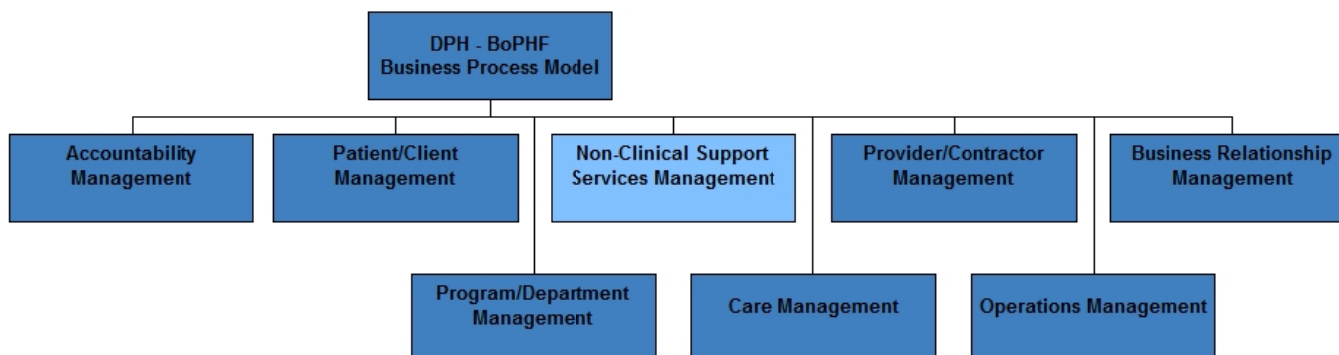 DPH - BoPHF
Business Process Model
Accountability
Management
Patient/Client
Management
Non-Clinical Support
Services Management
Provider/Contractor
Management
Business Relationship
Management
Program/Department
Management
Care Management
Operations Management